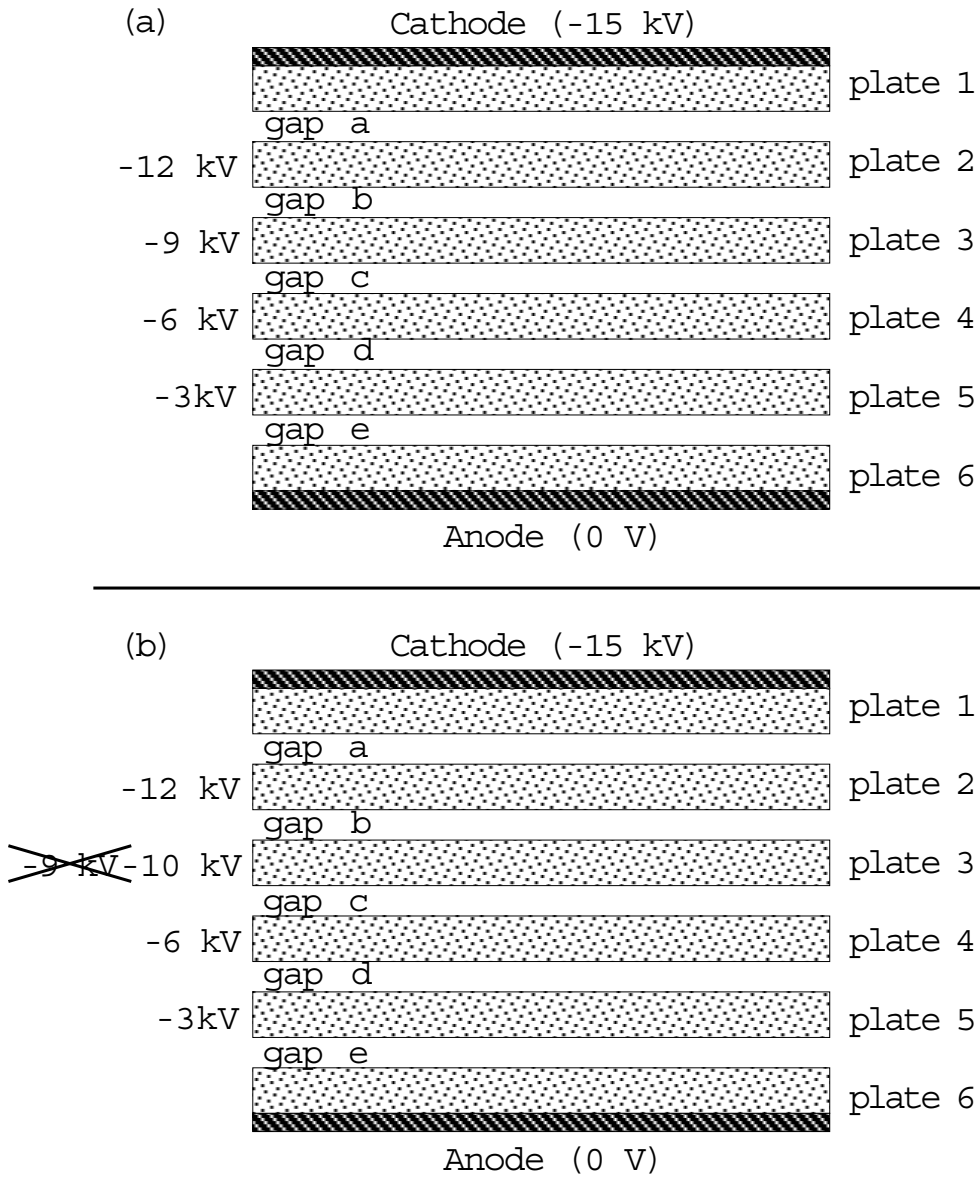 (a) Cathode (-15 kV)
plate 1
gap a
-12 kV plate 2
gap b
-9 kV plate 3
gap c
-6 kV plate 4
gap d
-3kV plate 5
gap e
plate 6
Anode (0 V)
(b) Cathode (-15 kV)
plate 1
gap a
-12 kV plate 2
gap b
-9 kV -10 kV plate 3
gap c
-6 kV plate 4
gap d
-3kV plate 5
gap e
plate 6
Anode (0 V)